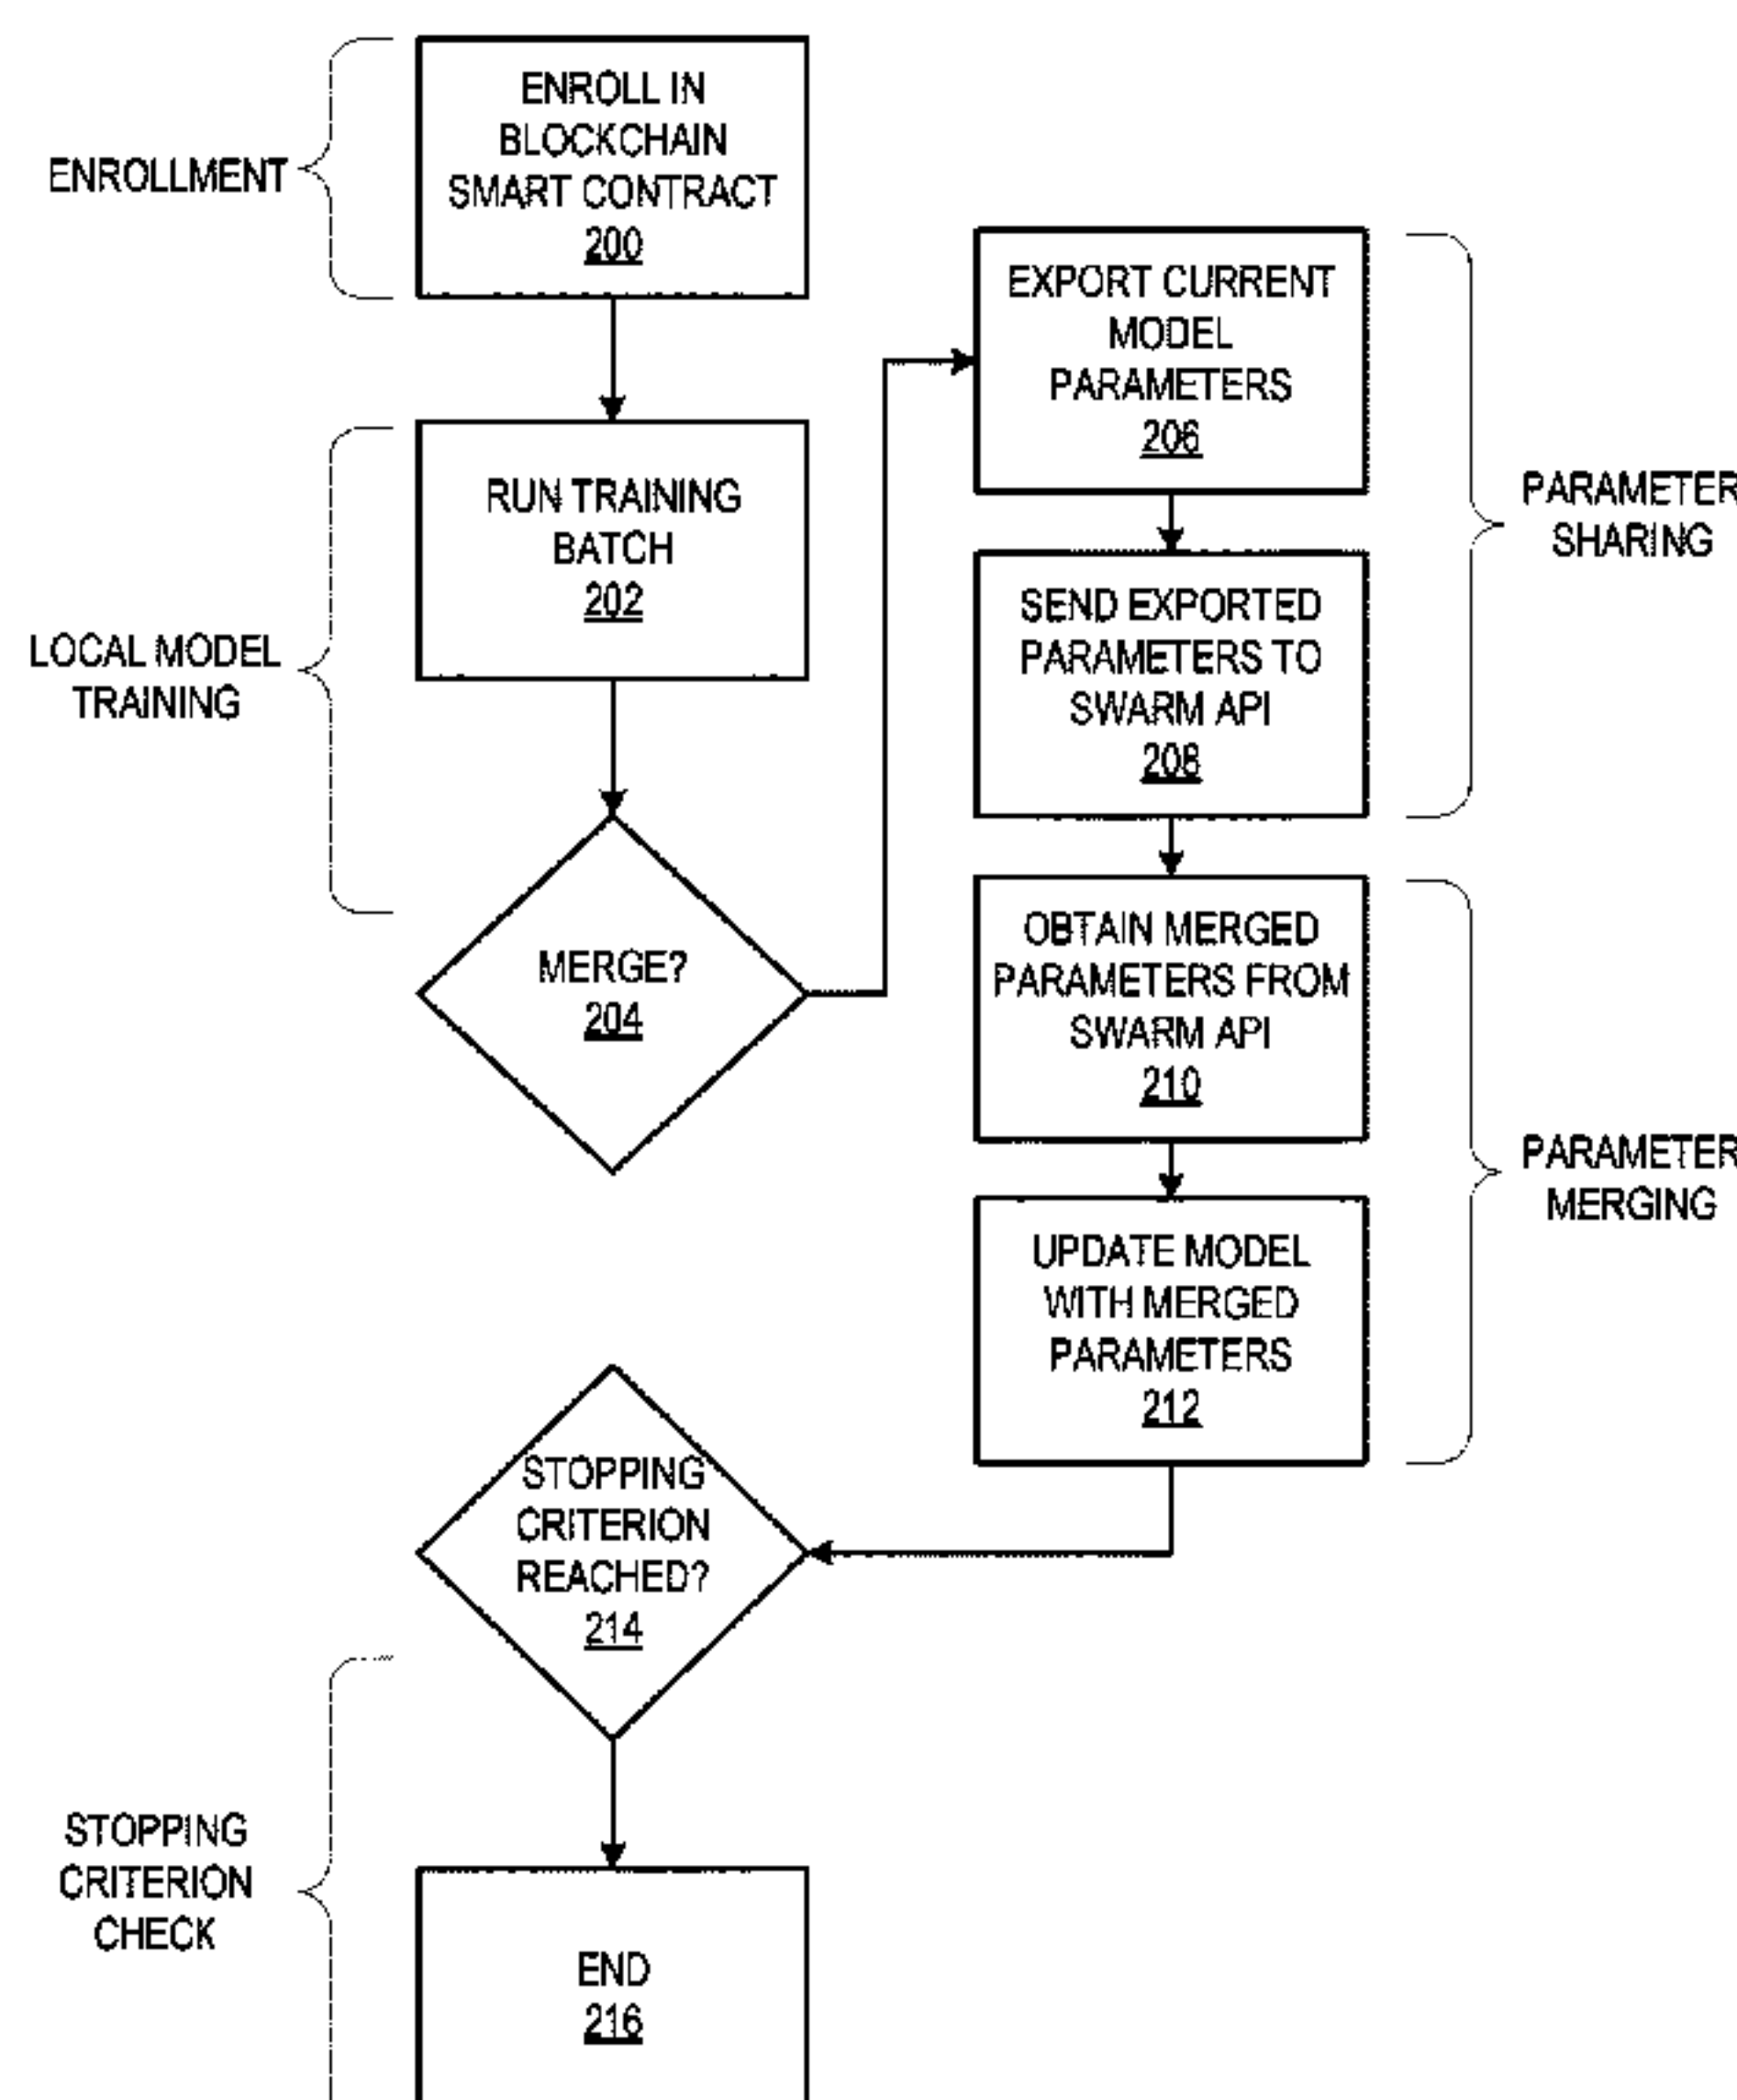 ENROLLMENT
ENROLL IN
BLOCKCHAIN
SMART CONTRACT
200
LOCAL MODEL
TRAINING
RUN TRAINING
BATCH
202
MERGE?
204
EXPORT CURRENT
MODEL
PARAMETERS
206
SEND EXPORTED
PARAMETERS TO
SWARM API
208
PARAMETER
SHARING
OBTAIN MERGED
PARAMETERS FROM
SWARM API
210
UPDATE MODEL
WITH MERGED
PARAMETERS
212
PARAMETER
MERGING
STOPPING
CRITERION
REACHED?
214
STOPPING
CRITERION
CHECK
END
216